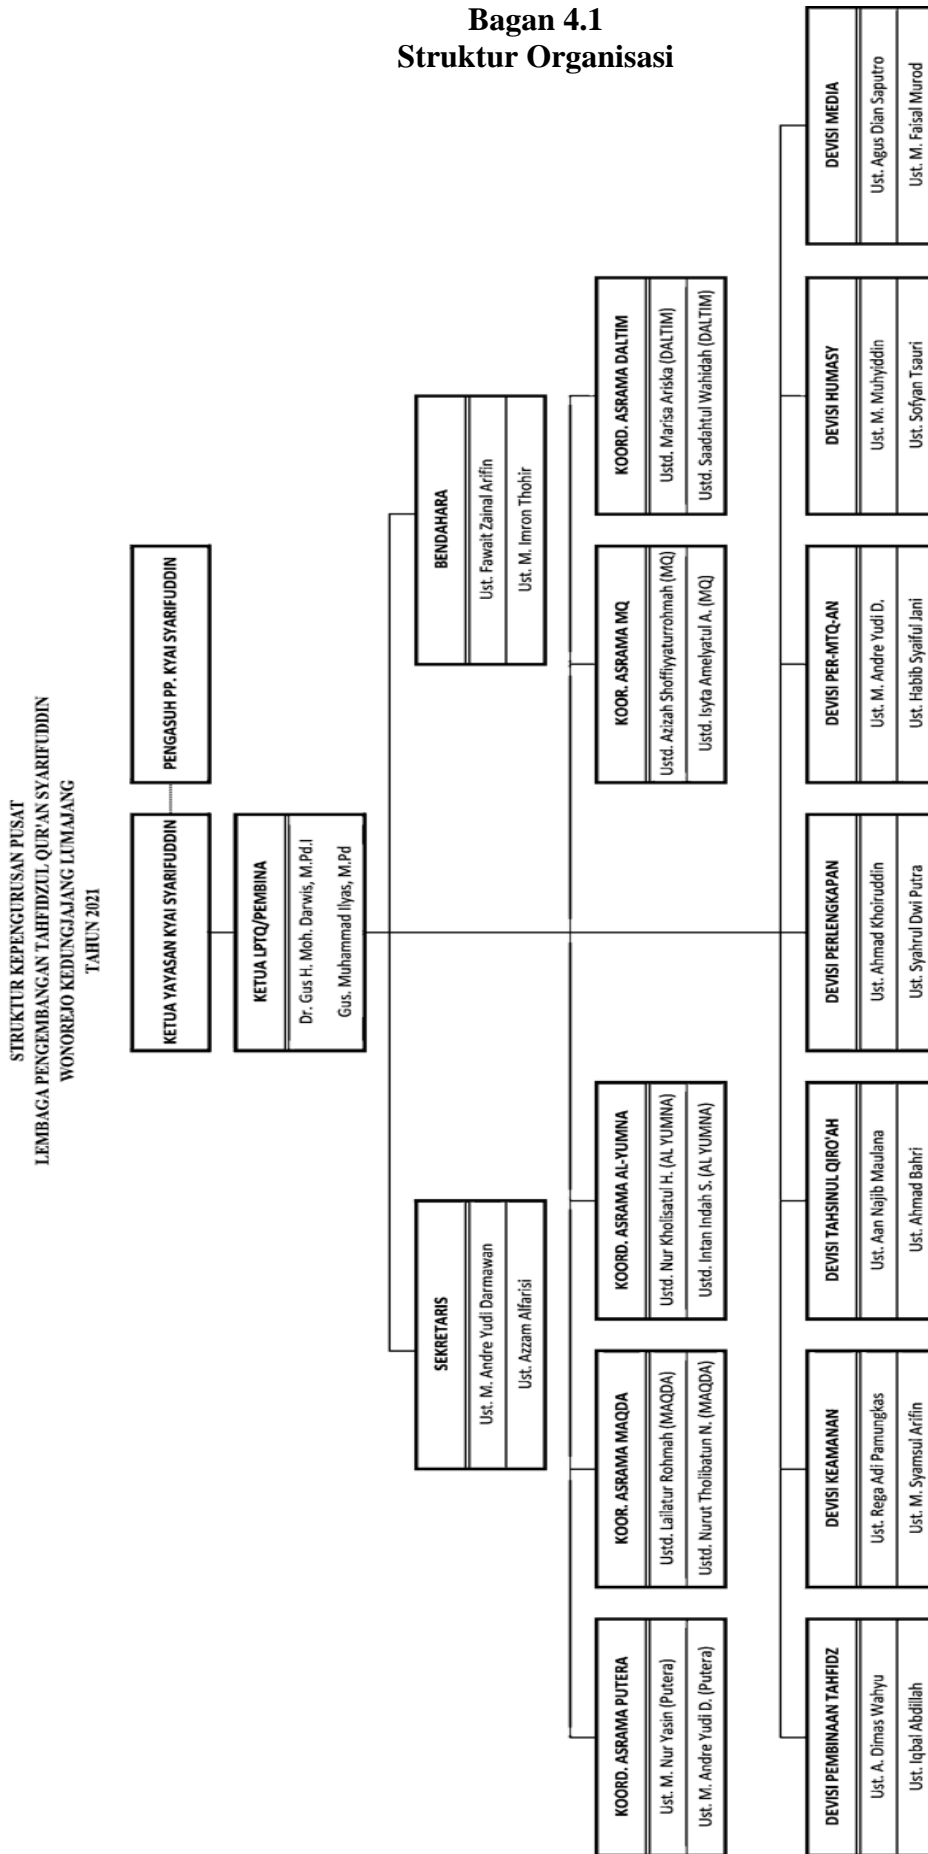 Bagan 4.1
Struktur Organisasi
STRUKTUR KEPENGURUSAN PUSAT
LEMBAGA PENGEMBANGAN TAHFIDZUL QUR'AN SYARIFUDDIN
WONOREJO KEDUNGJAJANG LUMAJANG
TAHUN 2021
KETUA YAYASAN KYAI SYARIFUDDIN
PENGASUH PP. KYAI SYARIFUDDIN
KETUA LPTQ/PEMBINA
Dr. Gus H. Moh. Darwis, M.Pd.I
Gus. Muhammad Ilyas, M.Pd
SEKRETARIS
Ust. M. Andre Yudi Darmawan
Ust. Azzam Alfarisi
BENDAHARA
Ust. Fawait Zainal Arifin
Ust. M. Imron Thohir
KOORD. ASRAMA PUTERA
Ust. M. Nur Yasin (Putera)
Ust. M. Andre Yudi D. (Putera)
KOOR. ASRAMA MAQDA
Ustd. Lailatur Rohmah (MAQDA)
Ustd. Nurut Tholibatun N. (MAQDA)
KOORD. ASRAMA AL-YUMNA
Ustd. Nur Kholisatul H. (AL YUMNA)
Ustd. Intan Indah S. (AL YUMNA)
KOOR. ASRAMA MQ
Ustd. Azizah Shoffiyyaturrohmah (MQ)
Ustd. Isyta Amelyatul A. (MQ)
KOORD. ASRAMA DALTIM
Ustd. Marisa Ariska (DALTIM)
Ustd. Saadahtul Wahidah (DALTIM)
DEVISI PEMBINAAN TAHFIDZ
Ust. A. Dimas Wahyu
Ust. Iqbal Abdillah
DEVISI KEAMANAN
Ust. Rega Adi Pamungkas
Ust. M. Syamsul Arifin
DEVISI TAHSINUL QIRO'AH
Ust. Aan Najib Maulana
Ust. Ahmad Bahri
DEVISI PERLENGKAPAN
Ust. Ahmad Khoiruddin
Ust. Syahrul Dwi Putra
DEVISI PER-MTQ-AN
Ust. M. Andre Yudi D.
Ust. Habib Syaiful Jani
DEVISI HUMASY
Ust. M. Muhyiddin
Ust. Sofyan Tsauri
DEVISI MEDIA
Ust. Agus Dian Saputro
Ust. M. Faisal Murod